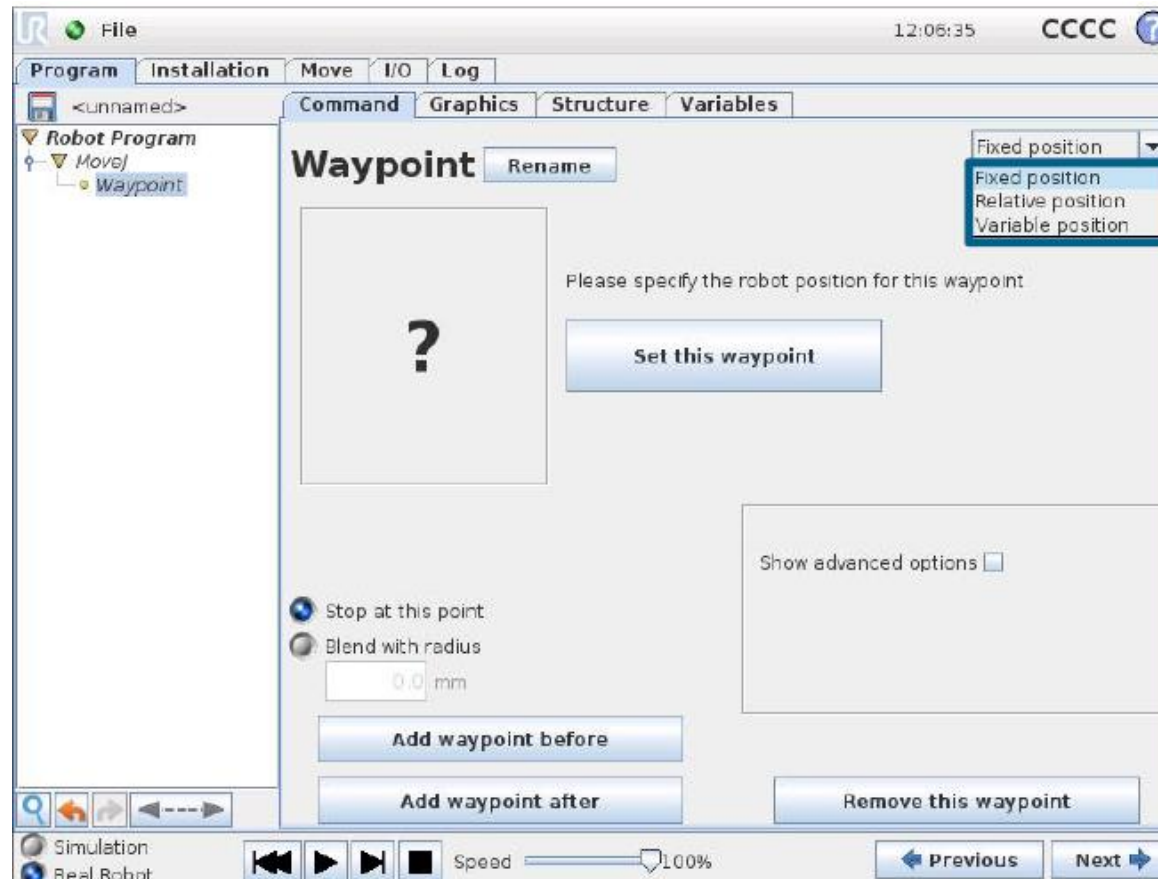 UR File 12:06:35 CCCC ?
Program Installation Move I/O Log
<unnamed>
Command Graphics Structure Variables
Robot Program
MoveJ
Waypoint
Waypoint Rename
Fixed position
Fixed position
Relative position
Variable position
Please specify the robot position for this waypoint
?
Set this waypoint
Show advanced options
Stop at this point
Blend with radius
0.0 mm
Add waypoint before
Add waypoint after
Remove this waypoint
Simulation
Real Robot
Speed 100%
Previous Next